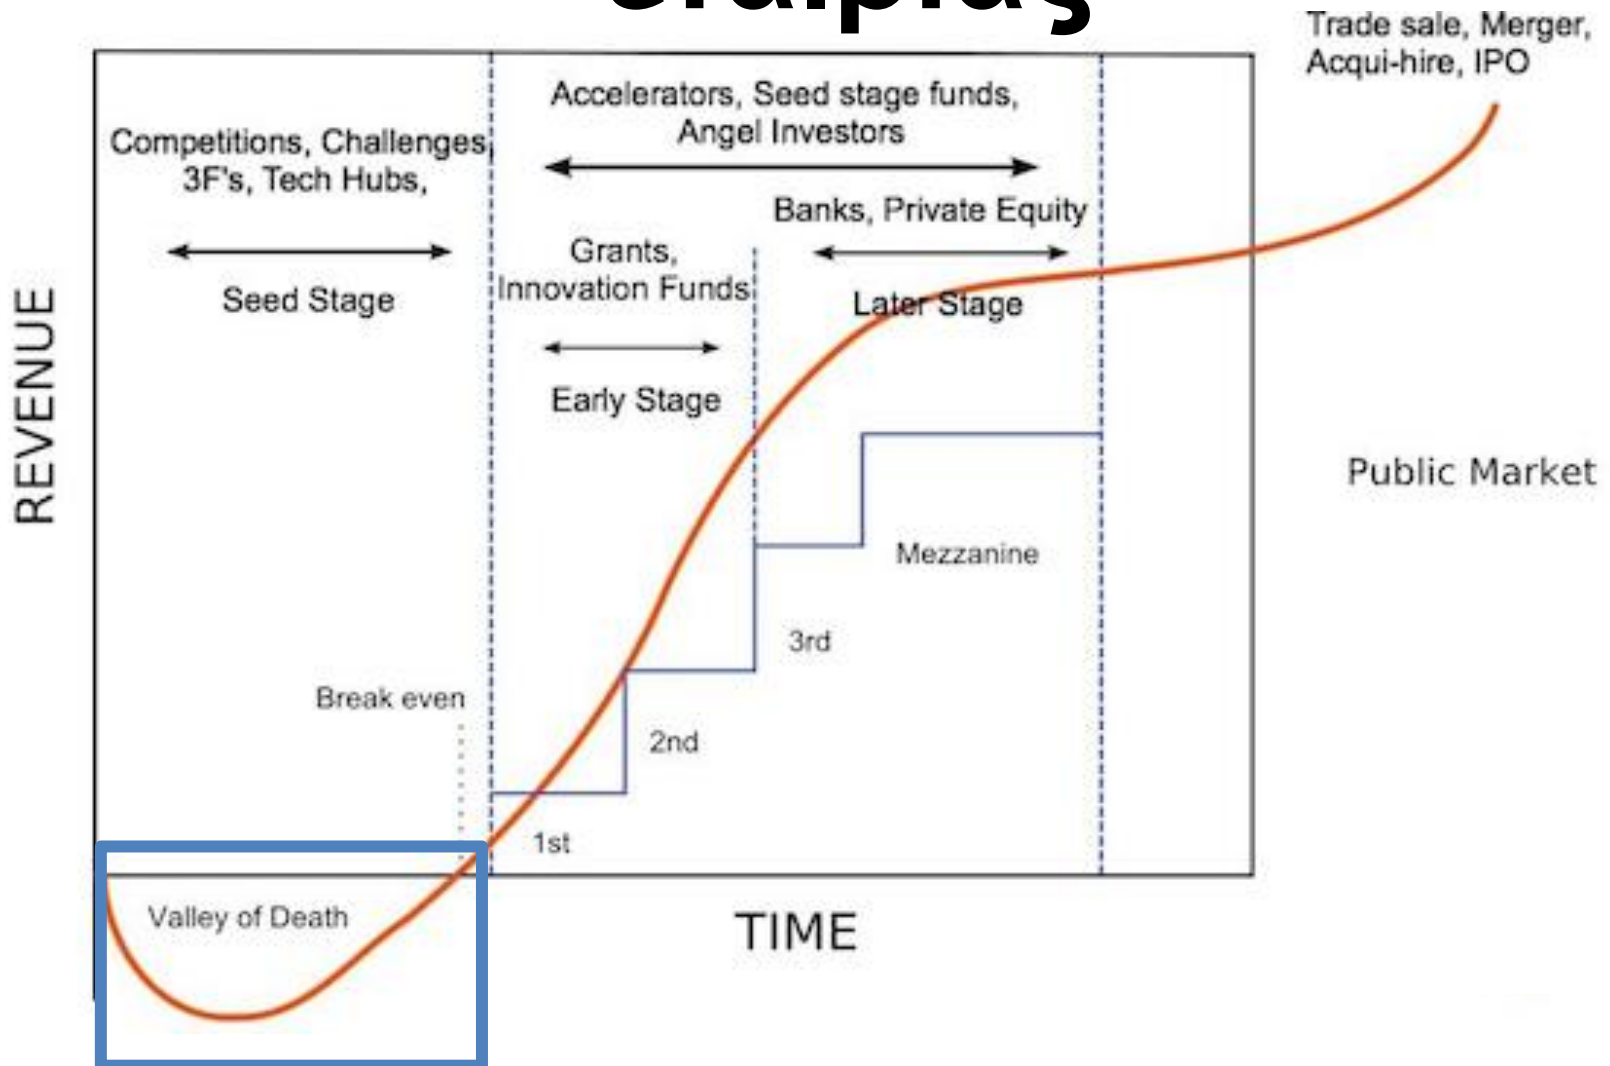 εταιρίας
Trade sale, Merger,
Acqui-hire, IPO
Accelerators, Seed stage funds,
Angel Investors
Competitions, Challenges,
3F's, Tech Hubs,
Banks, Private Equity
Grants,
Innovation Funds
Seed Stage
Later Stage
Early Stage
REVENUE
Public Market
Mezzanine
3rd
Break even
2nd
1st
Valley of Death
TIME